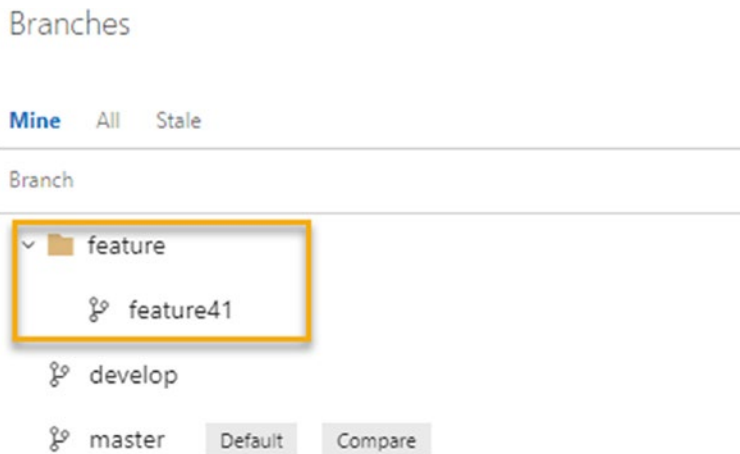 Branches
Mine All Stale
Branch
feature
feature41
develop
master Default Compare